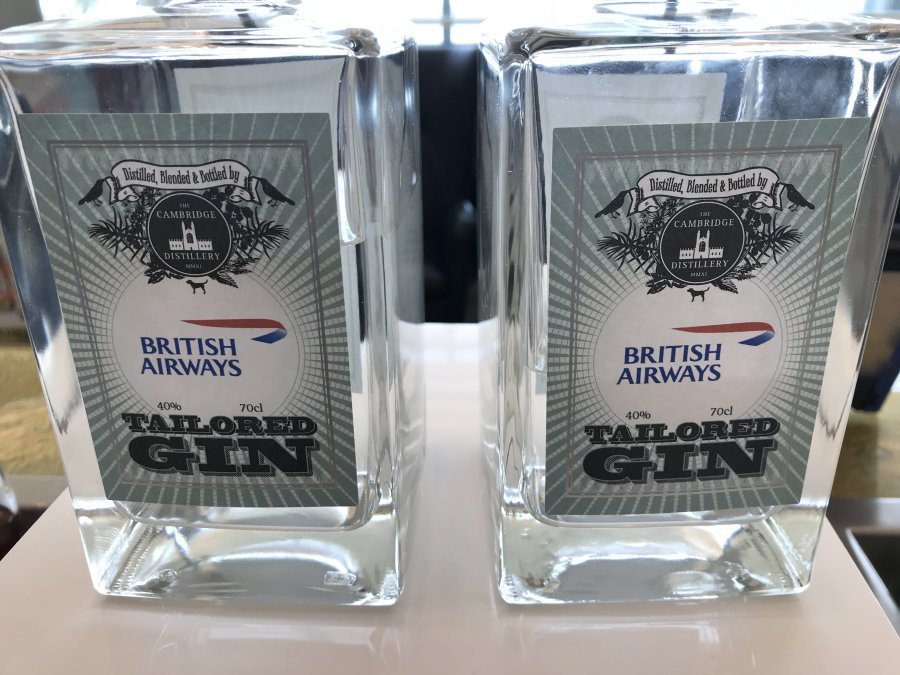 Distilled, Blended & Bottled by
THE
CAMBRIDGE
DISTILLERY
MMXI
BRITISH
AIRWAYS
40% 70cl
TAILORED
GIN
Distilled, Blended & Bottled by
THE
CAMBRIDGE
DISTILLERY
MMXI
BRITISH
AIRWAYS
40% 70cl
TAILORED
GIN